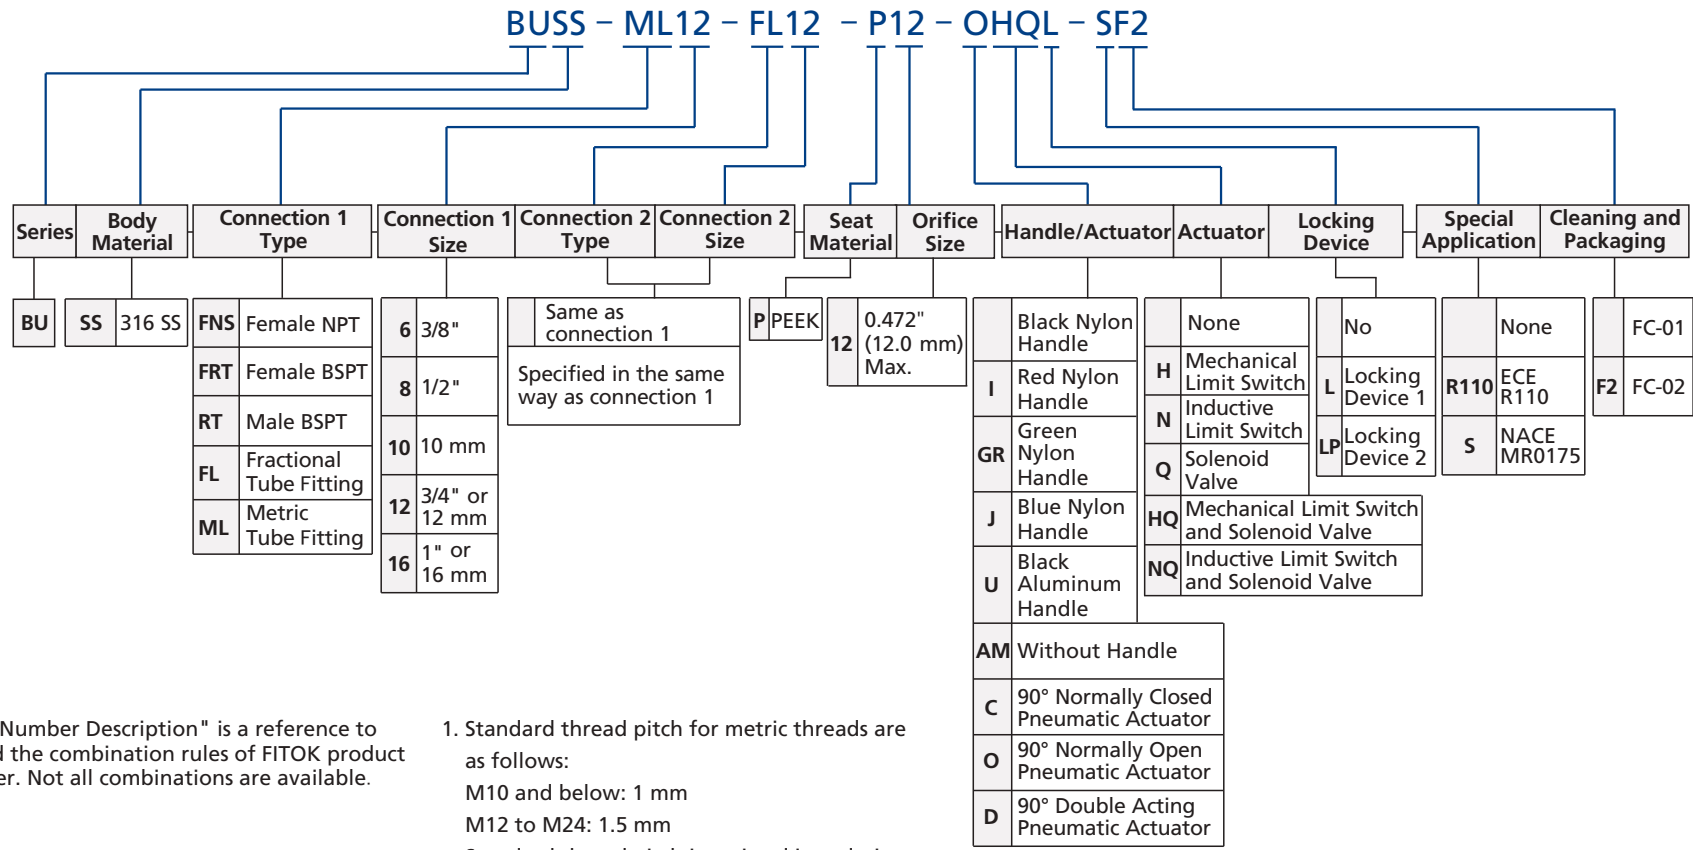 BUSS – ML12 – FL12 – P12 – OHQL – SF2
Series
Body
Material
Connection 1
Type
Connection 1
Size
Connection 2
Type
Connection 2
Size
Seat
Material
Orifice
Size
Handle/Actuator
Actuator
Locking
Device
Special
Application
Cleaning and
Packaging
BU
SS 316 SS
FNS Female NPT
FRT Female BSPT
RT Male BSPT
FL Fractional
Tube Fitting
ML Metric
Tube Fitting
6 3/8"
8 1/2"
10 10 mm
12 3/4" or
12 mm
16 1" or
16 mm
Same as
connection 1
Specified in the same
way as connection 1
P PEEK
12 0.472"
(12.0 mm)
Max.
Black Nylon
Handle
I Red Nylon
Handle
GR Green
Nylon
Handle
J Blue Nylon
Handle
U Black
Aluminum
Handle
AM Without Handle
C 90° Normally Closed
Pneumatic Actuator
O 90° Normally Open
Pneumatic Actuator
D 90° Double Acting
Pneumatic Actuator
None
H Mechanical
Limit Switch
N Inductive
Limit Switch
Q Solenoid
Valve
HQ Mechanical Limit Switch
and Solenoid Valve
NQ Inductive Limit Switch
and Solenoid Valve
No
L Locking
Device 1
LP Locking
Device 2
None
R110 ECE
R110
S NACE
MR0175
FC-01
F2 FC-02
Number Description" is a reference to
the combination rules of FITOK product
Not all combinations are available.
1. Standard thread pitch for metric threads are
as follows:
M10 and below: 1 mm
M12 to M24: 1.5 mm